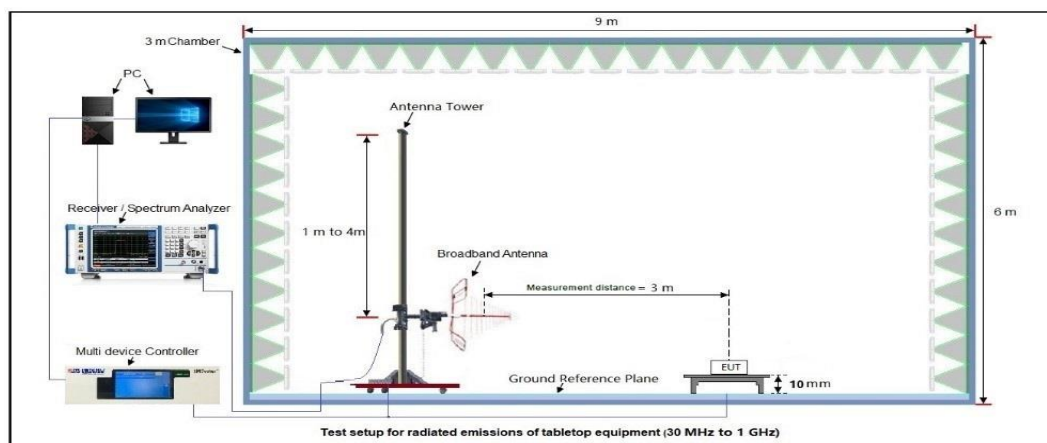 9 m
3 m Chamber
PC
Antenna Tower
Receiver / Spectrum Analyzer
6 m
1 m to 4m
Broadband Antenna
Measurement distance = 3 m
Multi device Controller
EUT
Ground Reference Plane
10 mm
Test setup for radiated emissions of tabletop equipment (30 MHz to 1 GHz)